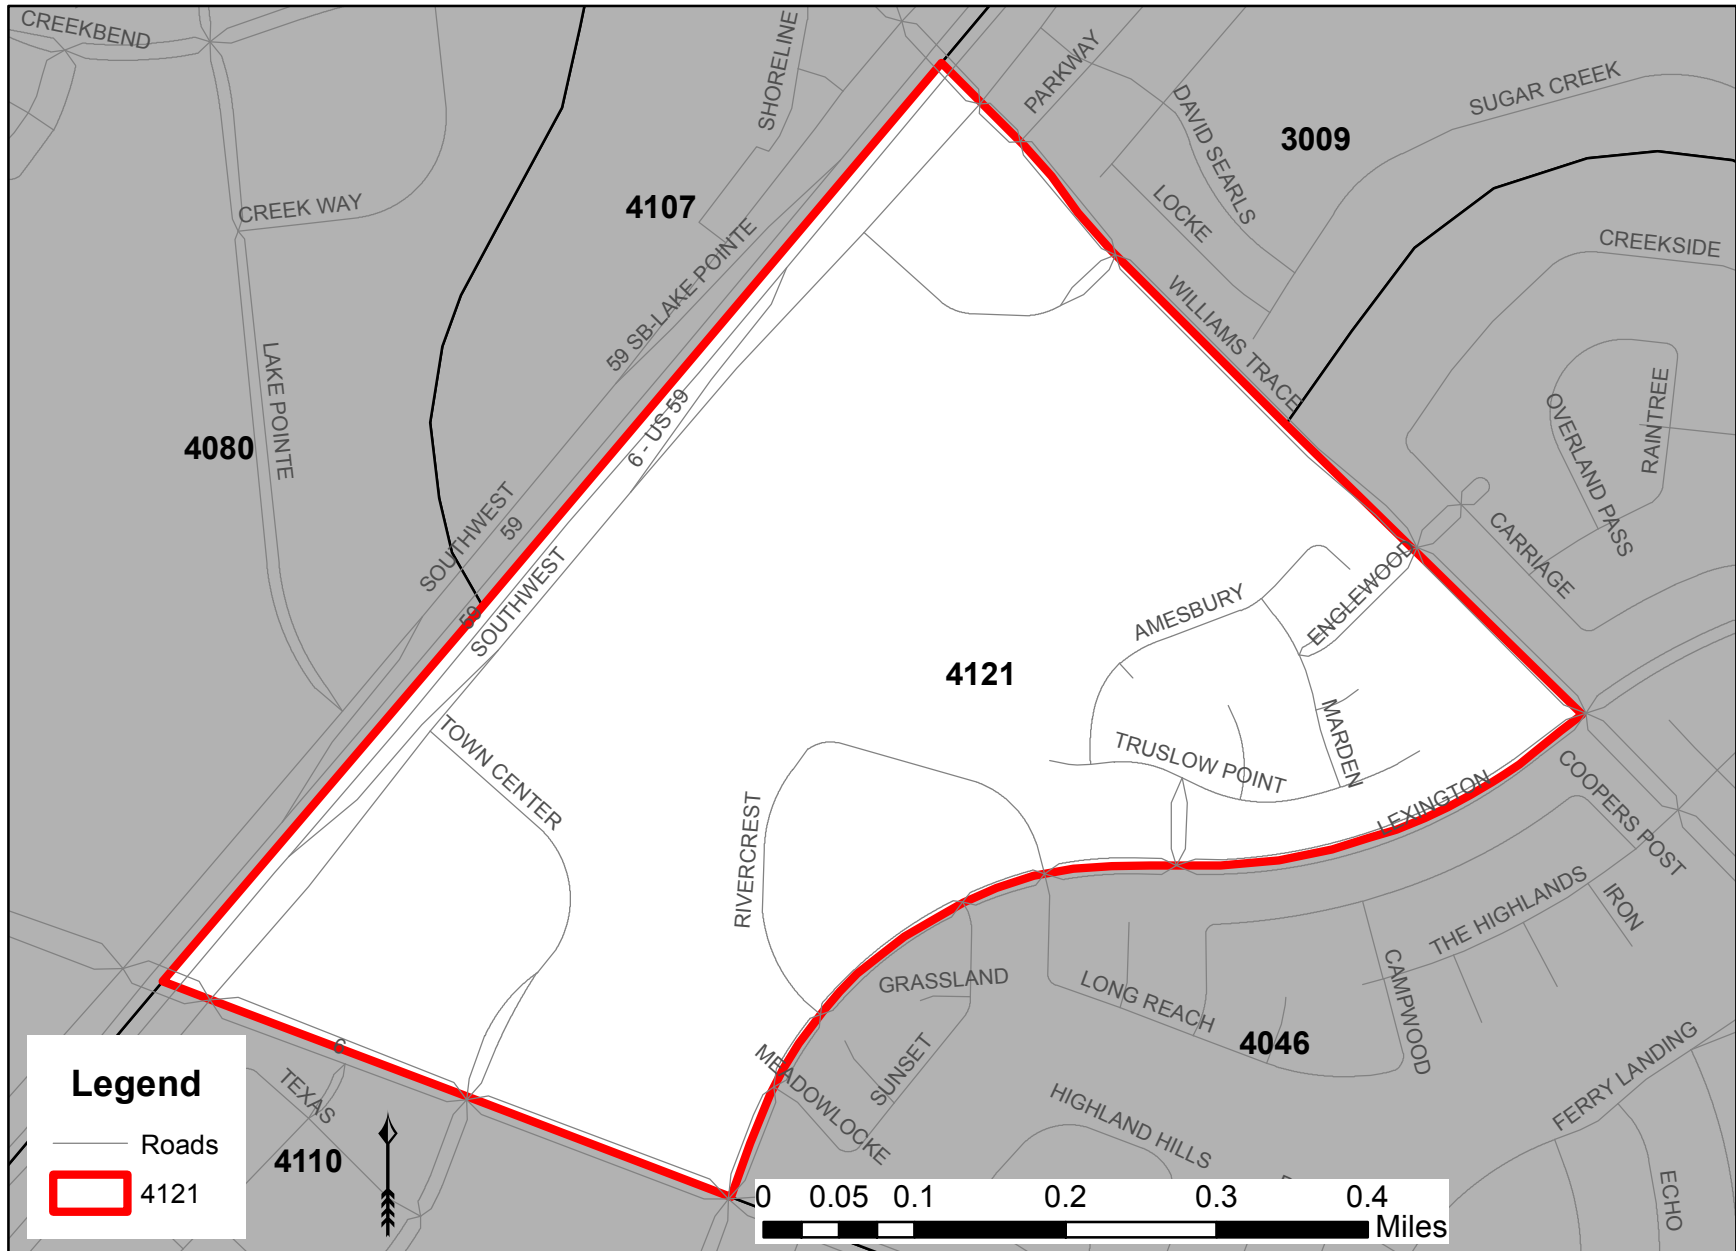 CREEKBEND
SHORELINE
PARKWAY
DAVID SEARLS
SUGAR CREEK
3009
CREEK WAY
4107
LOCKE
CREEKSIDE
59 SB-LAKE POINTE
WILLIAMS TRACE
LAKE POINTE
4080
6 - US 59
OVERLAND PASS
RAINTREE
SOUTHWEST
59
59
SOUTHWEST
CARRIAGE
ENGLEWOOD
AMESBURY
4121
MARDEN
TRUSLOW POINT
TOWN CENTER
RIVERCREST
LEXINGTON
COOPERS POST
IRON
THE HIGHLANDS
GRASSLAND
LONG REACH
CAMPWOOD
4046
6
MEADOWLOCKE
SUNSET
HIGHLAND HILLS
FERRY LANDING
ECHO
TEXAS
4110
Legend
Roads
4121
0 0.05 0.1 0.2 0.3 0.4
Miles